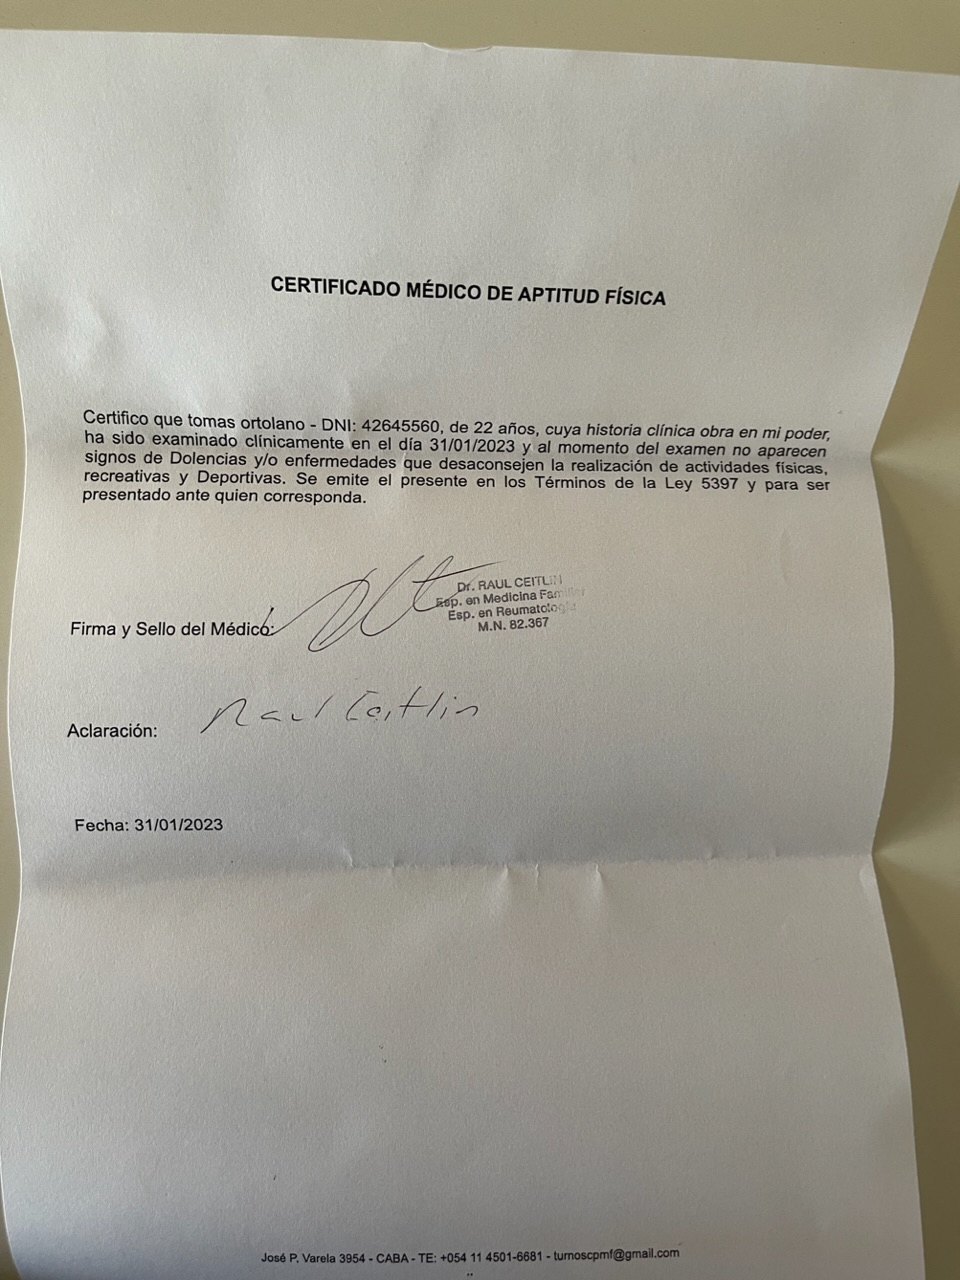 CERTIFICADO MÉDICO DE APTITUD FÍSICA
Certifico que tomas ortolano - DNI: 42645560, de 22 años, cuya historia clínica obra en mi poder,
ha sido examinado clínicamente en el día 31/01/2023 y al momento del examen no aparecen
signos de Dolencias y/o enfermedades que desaconsejen la realización de actividades físicas,
recreativas y Deportivas. Se emite el presente en los Términos de la Ley 5397 y para ser
presentado ante quien corresponda.
Dr. RAUL CEITLIN
Esp. en Medicina Familiar
Esp. en Reumatología
M.N. 82.367
Firma y Sello del Médico:
Raul Ceitlin
Aclaración:
Fecha: 31/01/2023
José P. Varela 3954 - CABA - TE: +054 11 4501-6681 - turnoscpmf@gmail.com